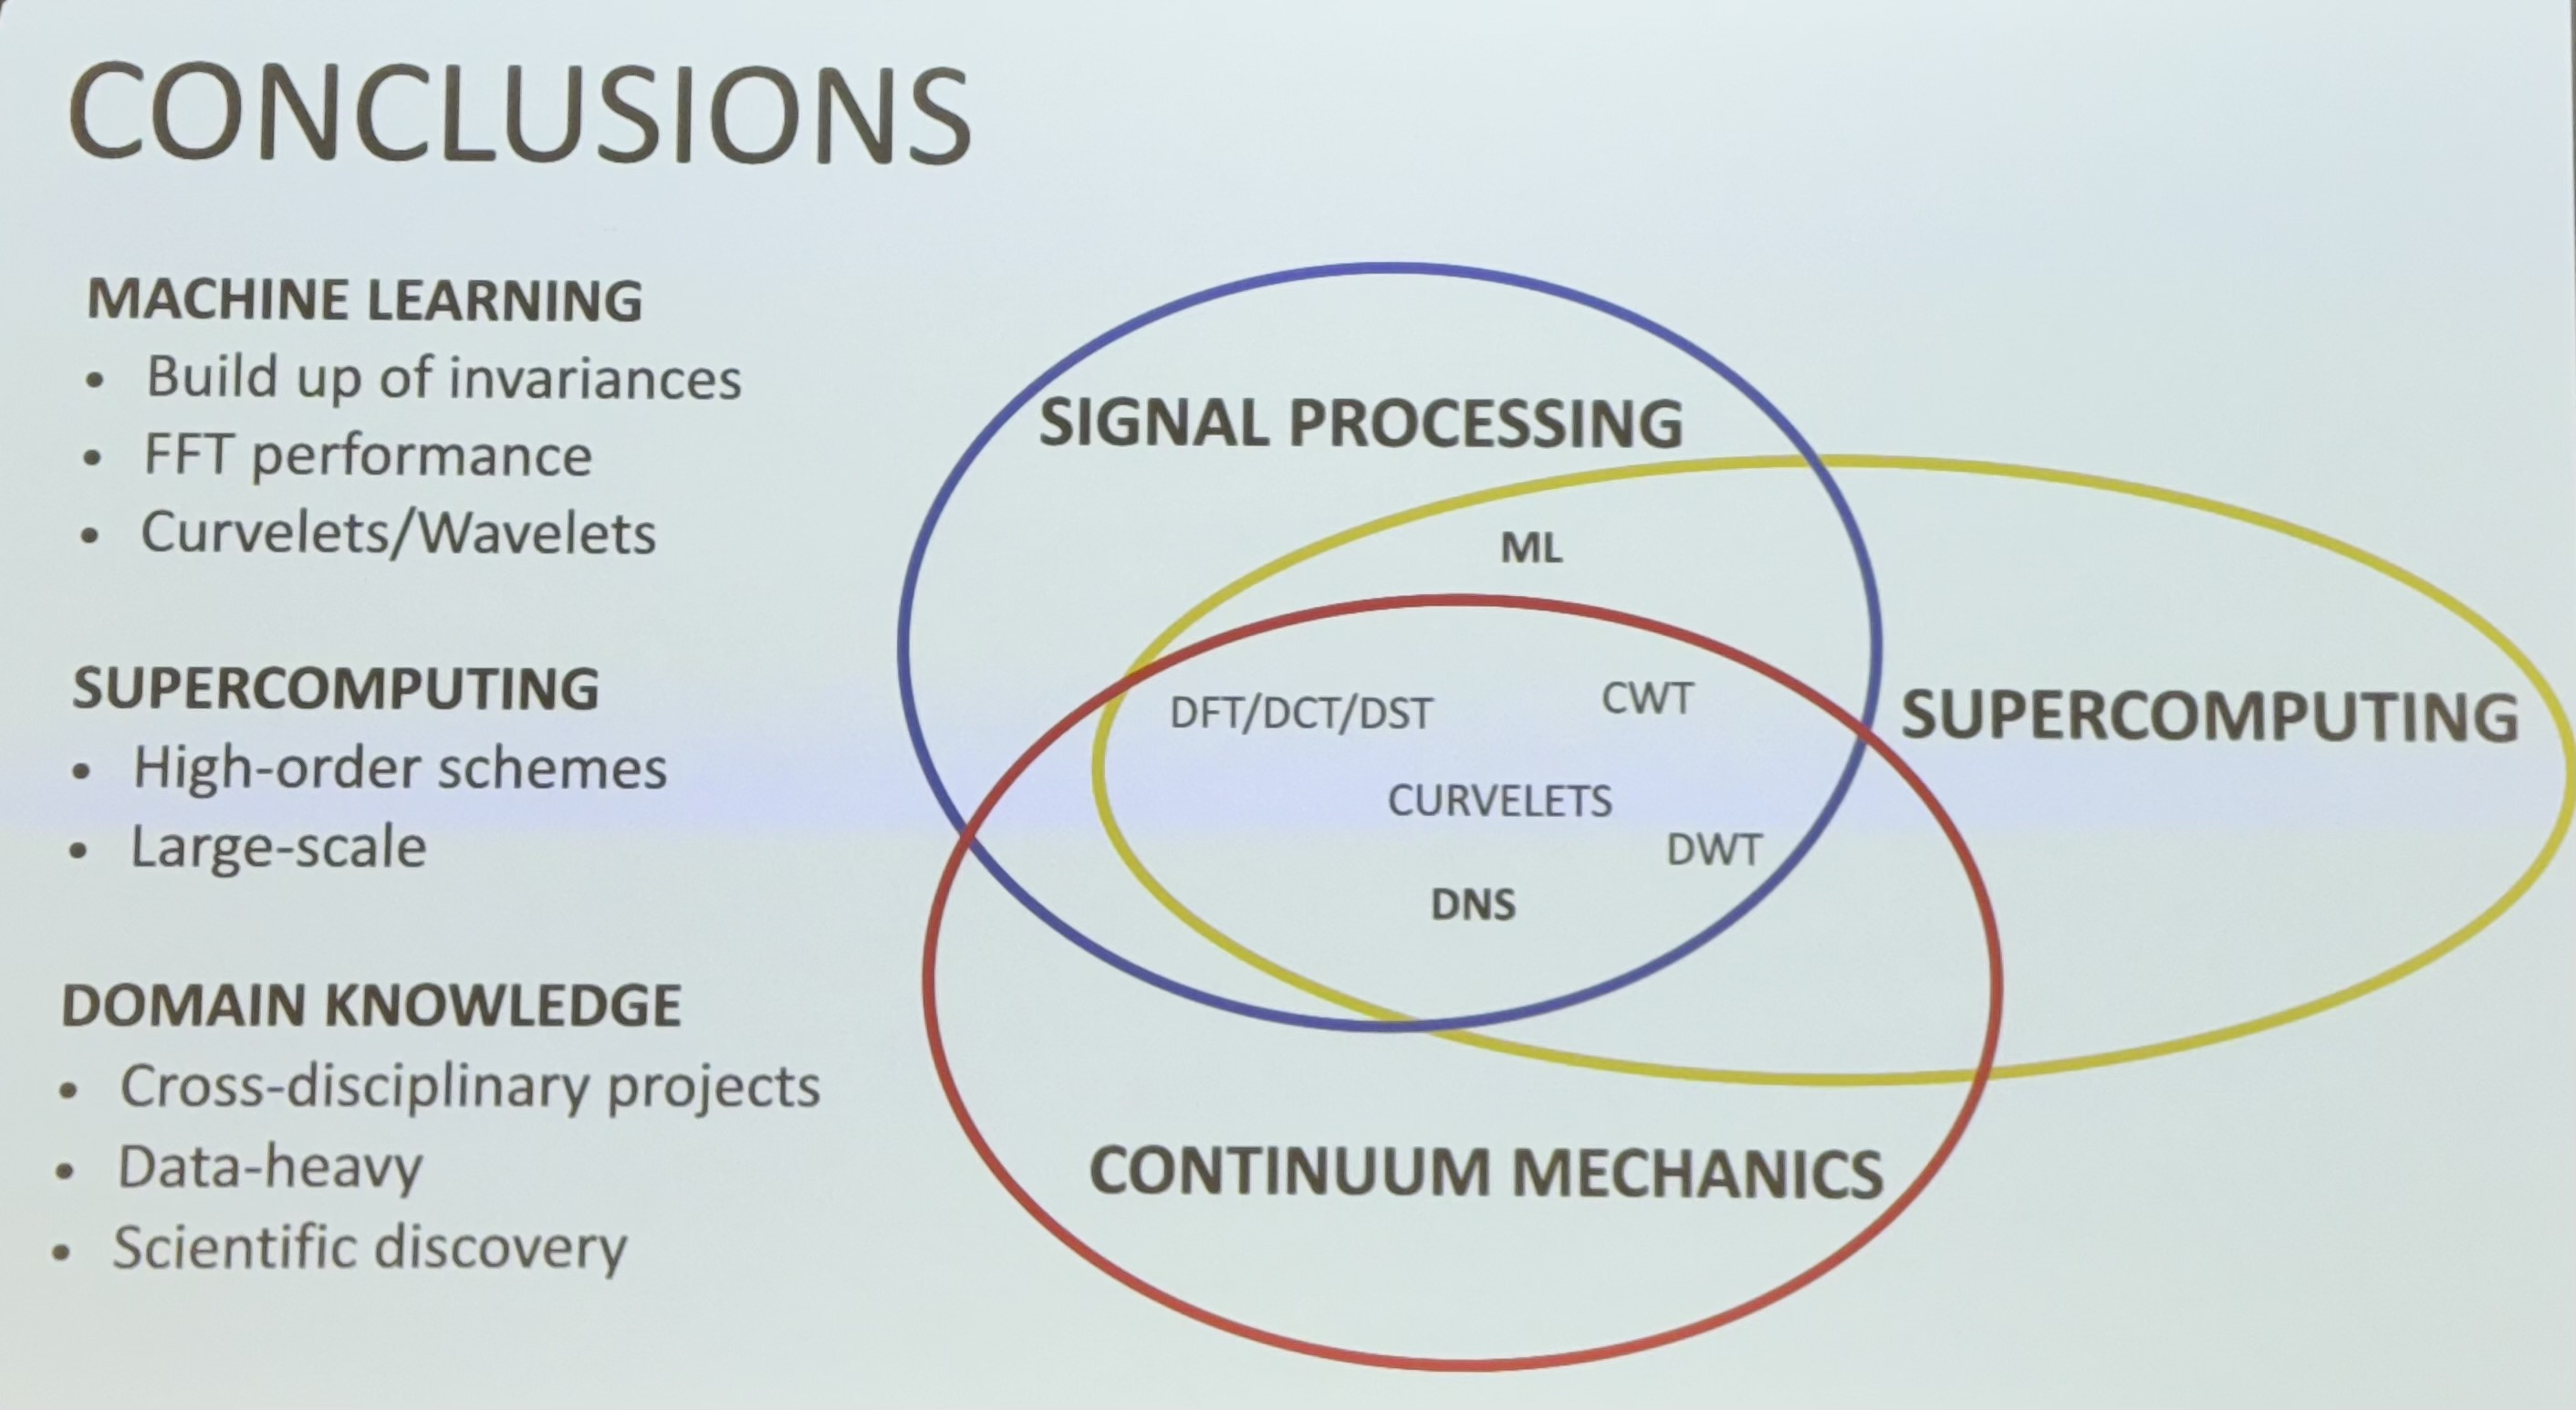 CONCLUSIONS
MACHINE LEARNING
• Build up of invariances
• FFT performance
• Curvelets/Wavelets
SUPERCOMPUTING
• High-order schemes
• Large-scale
DOMAIN KNOWLEDGE
• Cross-disciplinary projects
• Data-heavy
• Scientific discovery
SIGNAL PROCESSING
ML
DFT/DCT/DST
CWT
SUPERCOMPUTING
CURVELETS
DWT
DNS
CONTINUUM MECHANICS